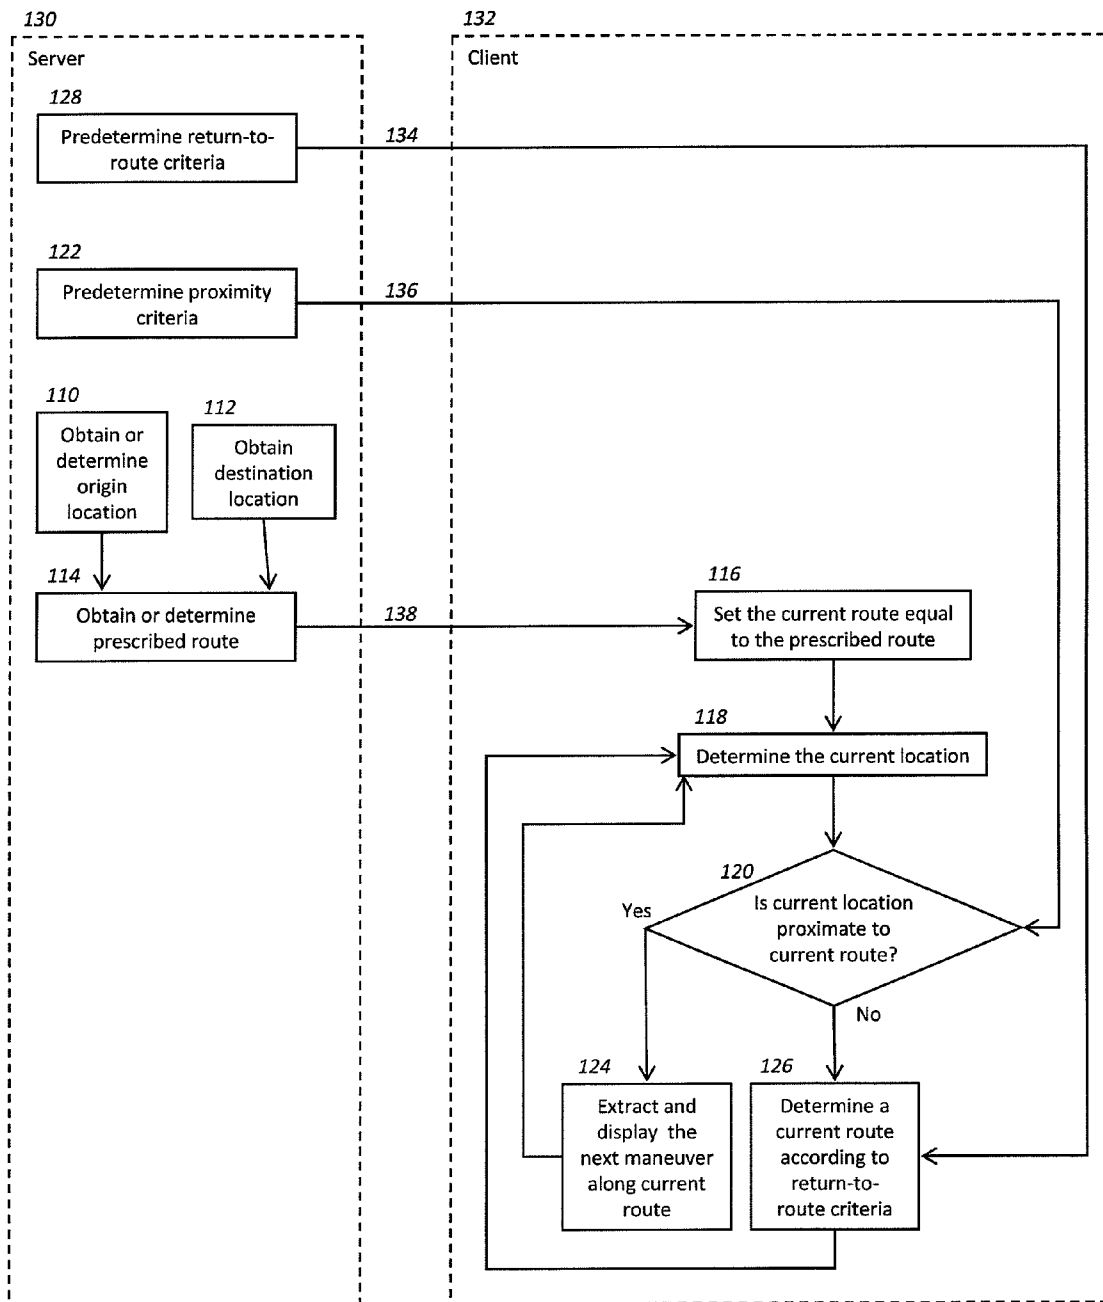 130
Server
128
Predetermine return-to-
route criteria
122
Predetermine proximity
criteria
110
Obtain or
determine
origin
location
112
Obtain
destination
location
114
Obtain or determine
prescribed route
134
136
138
132
Client
116
Set the current route equal
to the prescribed route
118
Determine the current location
120
Is current location
proximate to
current route?
Yes
No
124
Extract and
display the
next maneuver
along current
route
126
Determine a
current route
according to
return-to-
route criteria